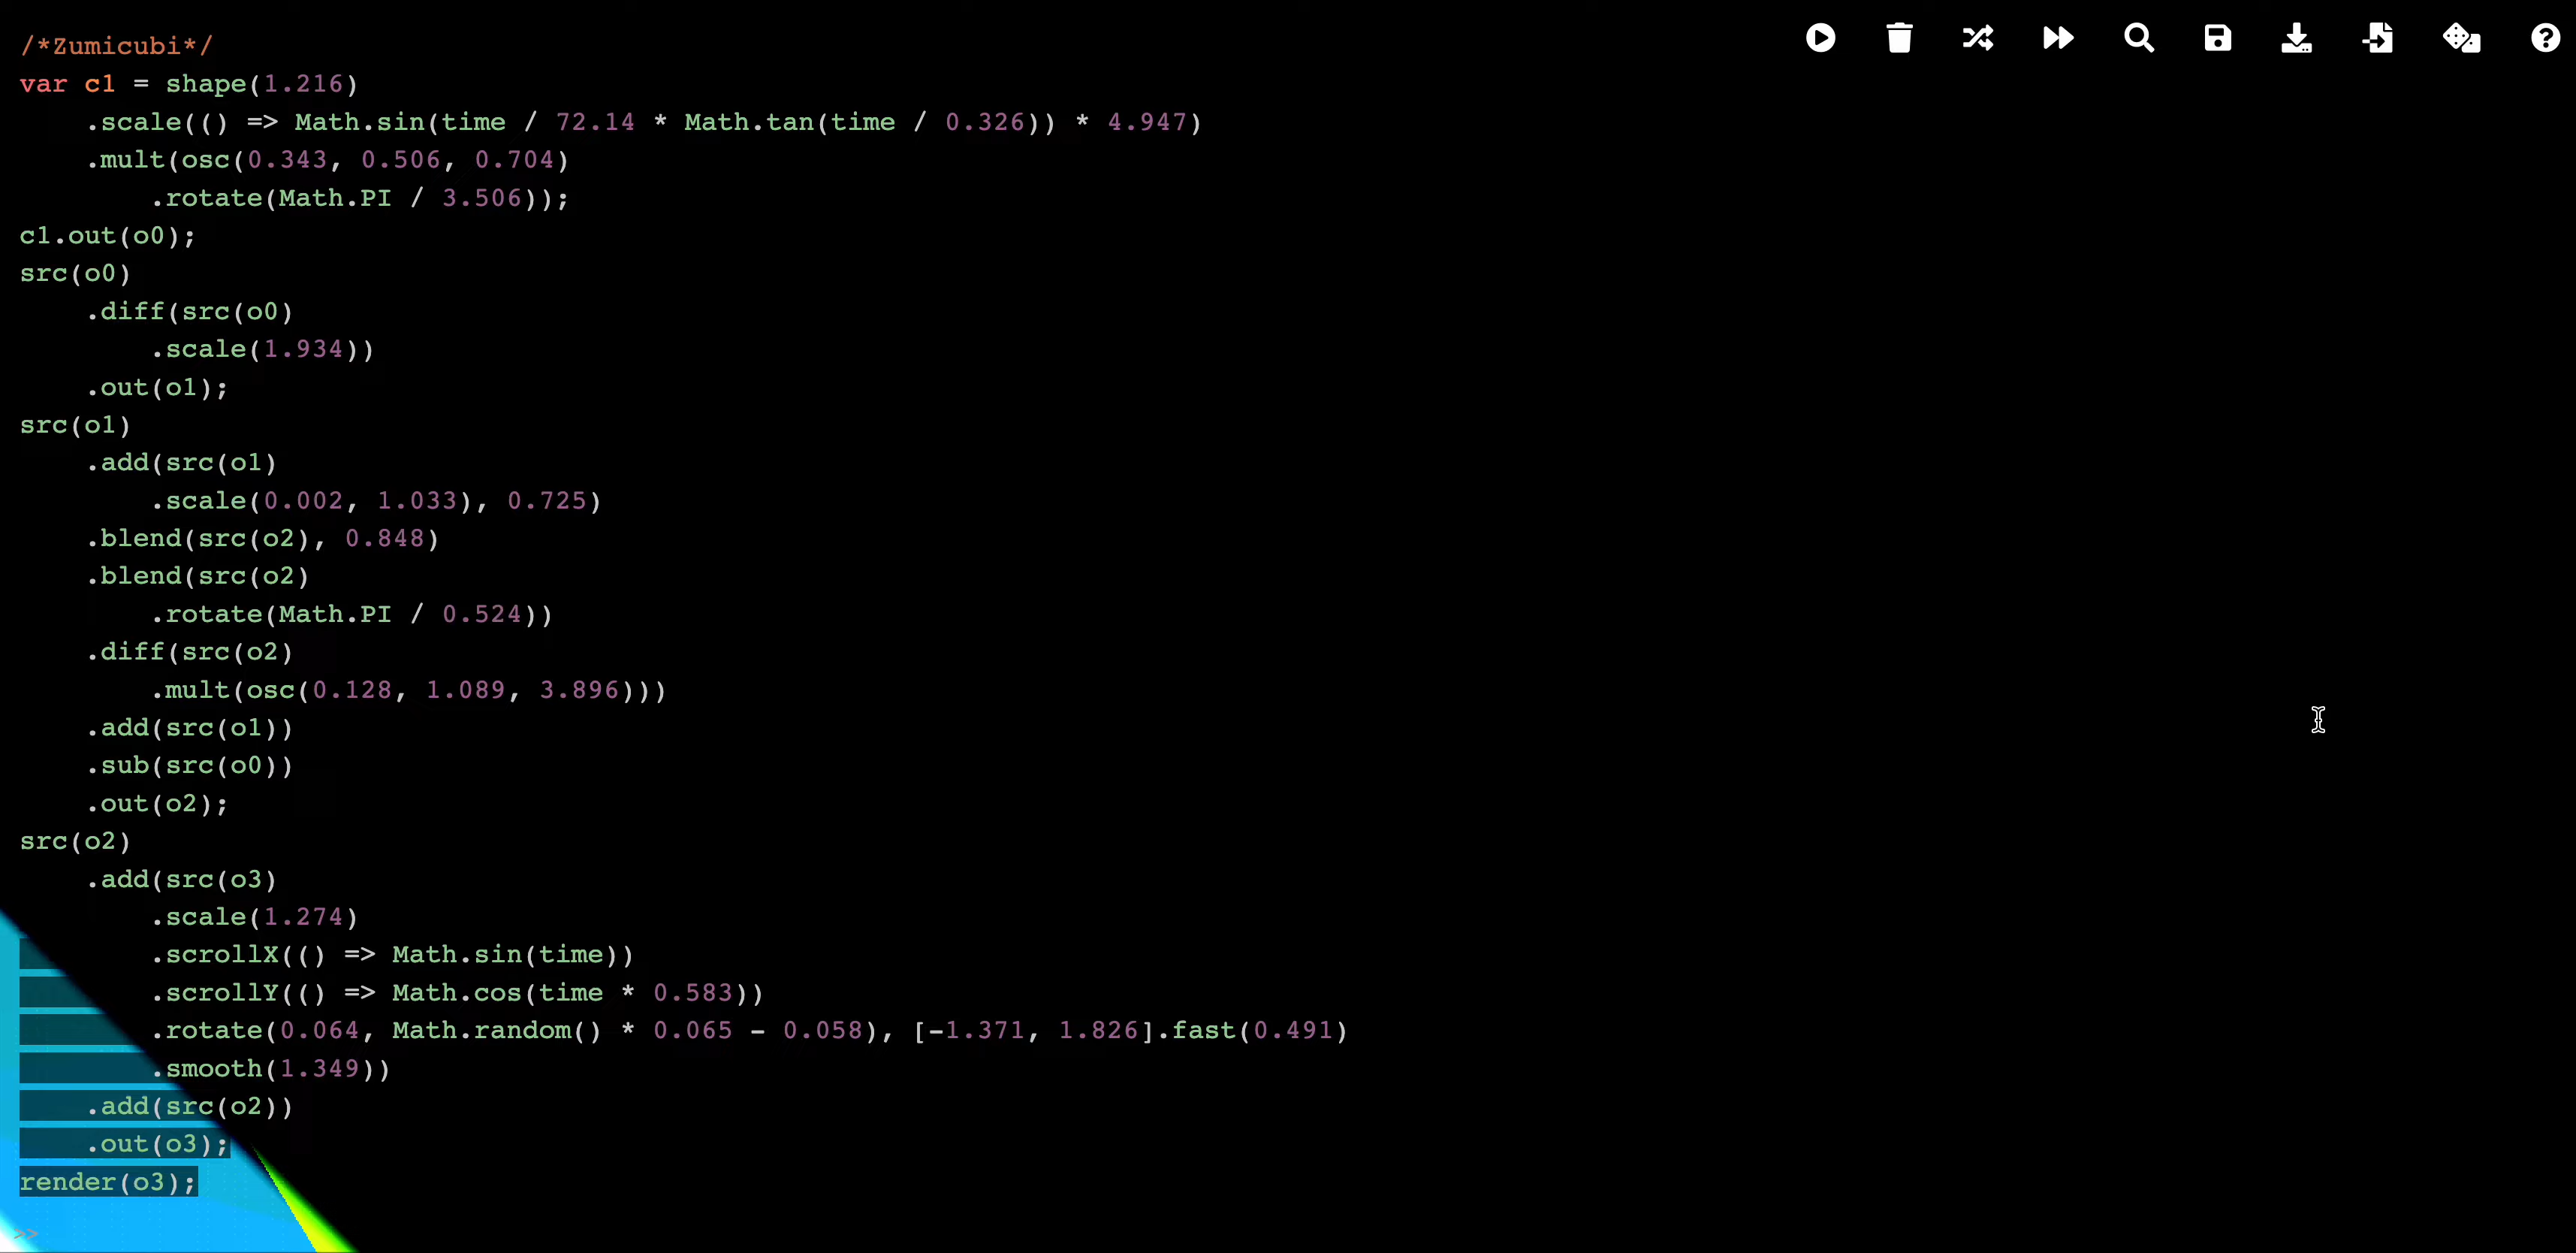 /*Zumicubi*/
var c1 = shape(1.216)
    .scale(() => Math.sin(time / 72.14 * Math.tan(time / 0.326)) * 4.947)
    .mult(osc(0.343, 0.506, 0.704)
        .rotate(Math.PI / 3.506));
c1.out(o0);
src(o0)
    .diff(src(o0)
        .scale(1.934))
    .out(o1);
src(o1)
    .add(src(o1)
        .scale(0.002, 1.033), 0.725)
    .blend(src(o2), 0.848)
    .blend(src(o2)
        .rotate(Math.PI / 0.524))
    .diff(src(o2)
        .mult(osc(0.128, 1.089, 3.896)))
    .add(src(o1))
    .sub(src(o0))
    .out(o2);
src(o2)
    .add(src(o3)
        .scale(1.274)
        .scrollX(() => Math.sin(time))
        .scrollY(() => Math.cos(time * 0.583))
        .rotate(0.064, Math.random() * 0.065 - 0.058), [-1.371, 1.826].fast(0.491)
        .smooth(1.349))
    .add(src(o2))
    .out(o3);
render(o3);
>>